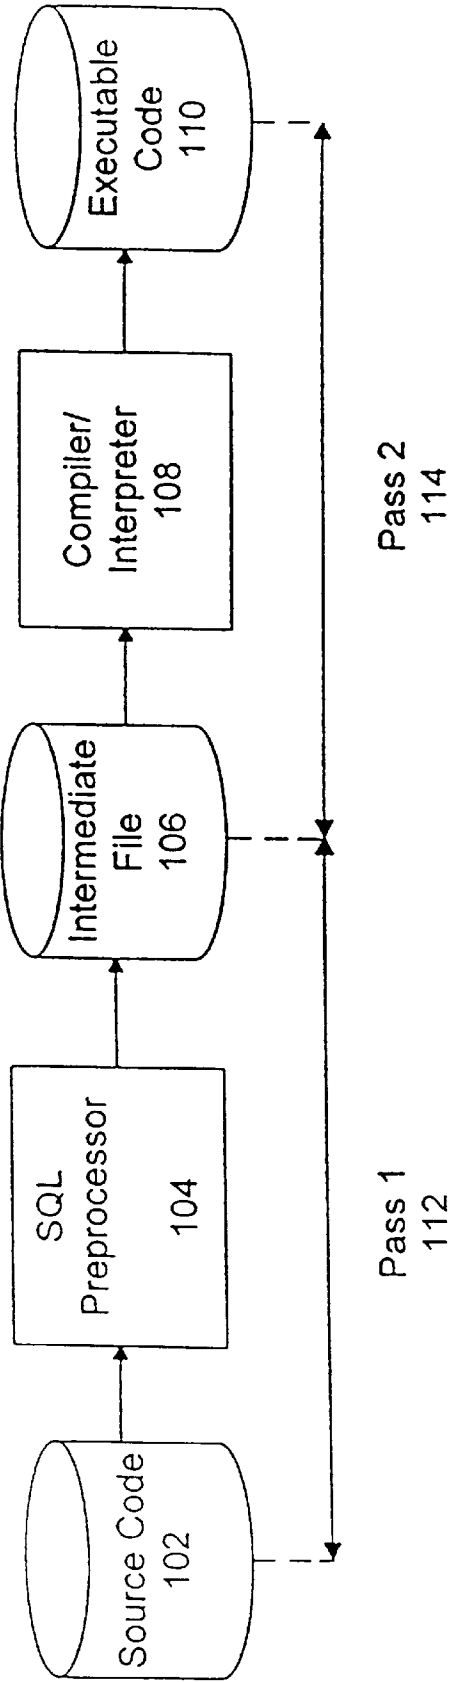 Source Code
102
SQL
Preprocessor
104
Intermediate
File
106
Compiler/
Interpreter
108
Executable
Code
110
Pass 1
112
Pass 2
114